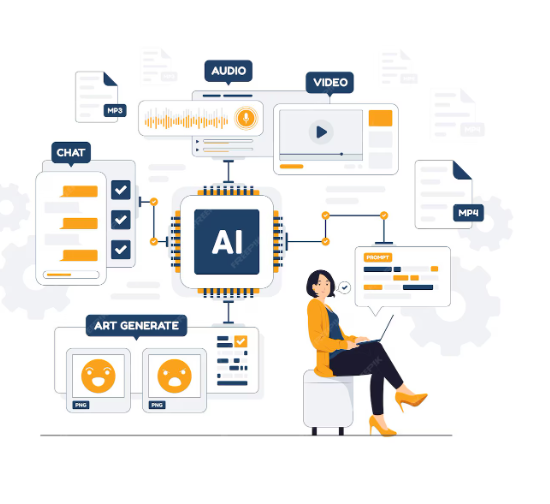 AUDIO
VIDEO
MP3
CHAT
MP4
AI
PROMPT
ART GENERATE
PNG
PNG